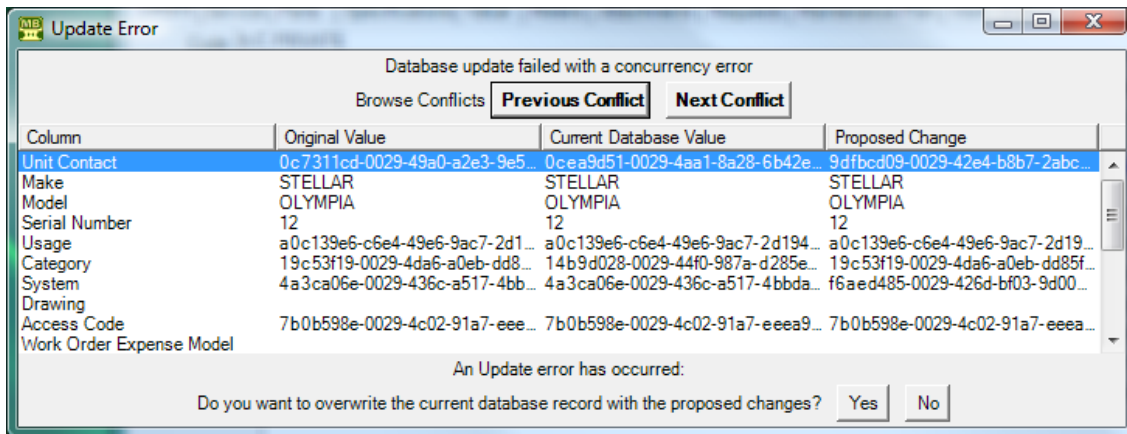 MB
Update Error
Database update failed with a concurrency error
Browse Conflicts Previous Conflict Next Conflict
Column Original Value Current Database Value Proposed Change
Unit Contact 0c7311cd-0029-49a0-a2e3-9e5... 0cea9d51-0029-4aa1-8a28-6b42e... 9dfbcd09-0029-42e4-b8b7-2abc...
Make STELLAR STELLAR STELLAR
Model OLYMPIA OLYMPIA OLYMPIA
Serial Number 12 12 12
Usage a0c139e6-c6e4-49e6-9ac7-2d1... a0c139e6-c6e4-49e6-9ac7-2d194... a0c139e6-c6e4-49e6-9ac7-2d19...
Category 19c53f19-0029-4da6-a0eb-dd8... 14b9d028-0029-44f0-987a-d285e... 19c53f19-0029-4da6-a0eb-dd85f...
System 4a3ca06e-0029-436c-a517-4bb... 4a3ca06e-0029-436c-a517-4bbda... f6aed485-0029-426d-bf03-9d00...
Drawing
Access Code 7b0b598e-0029-4c02-91a7-eee... 7b0b598e-0029-4c02-91a7-eeea9... 7b0b598e-0029-4c02-91a7-eeea...
Work Order Expense Model
An Update error has occurred:
Do you want to overwrite the current database record with the proposed changes? Yes No